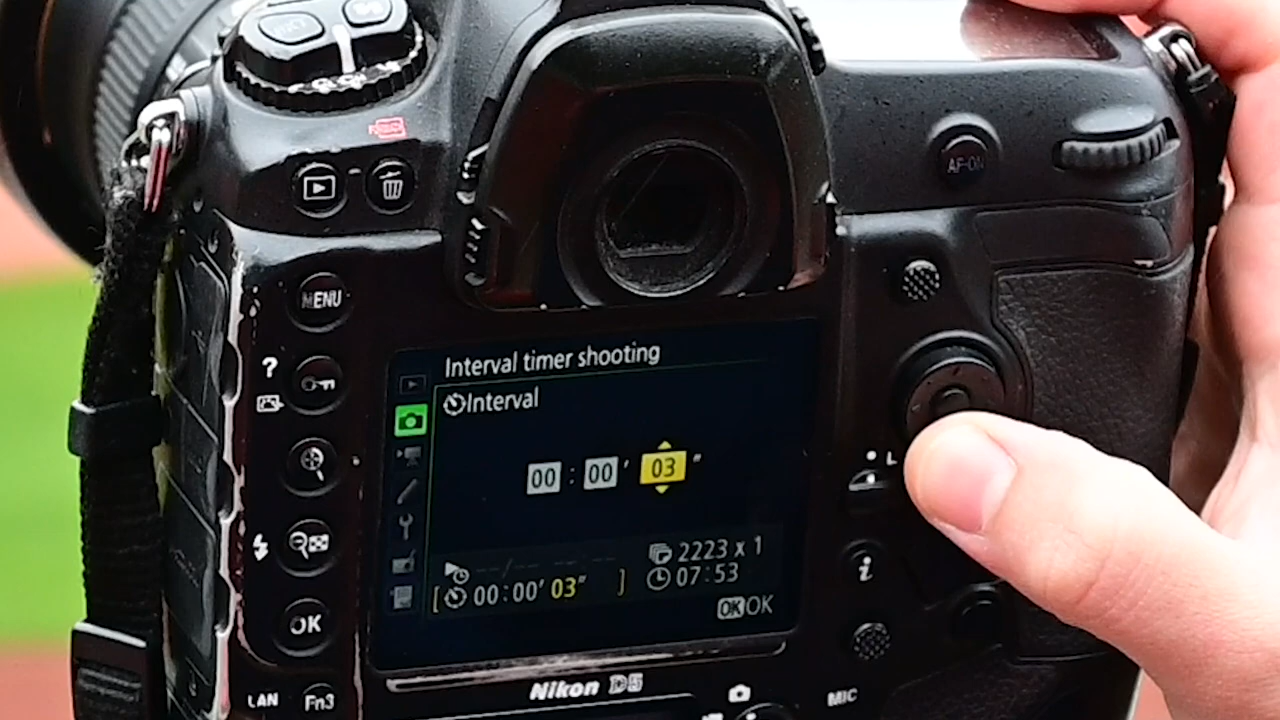 AF-ON
MENU
?
Interval timer shooting
Interval
00 : 00 ' 03 "
L
2223 x 1
--/-- --:--
07:53
[ 00:00' 03" ]
OK OK
i
OK
Nikon D5
LAN
Fn3
MIC